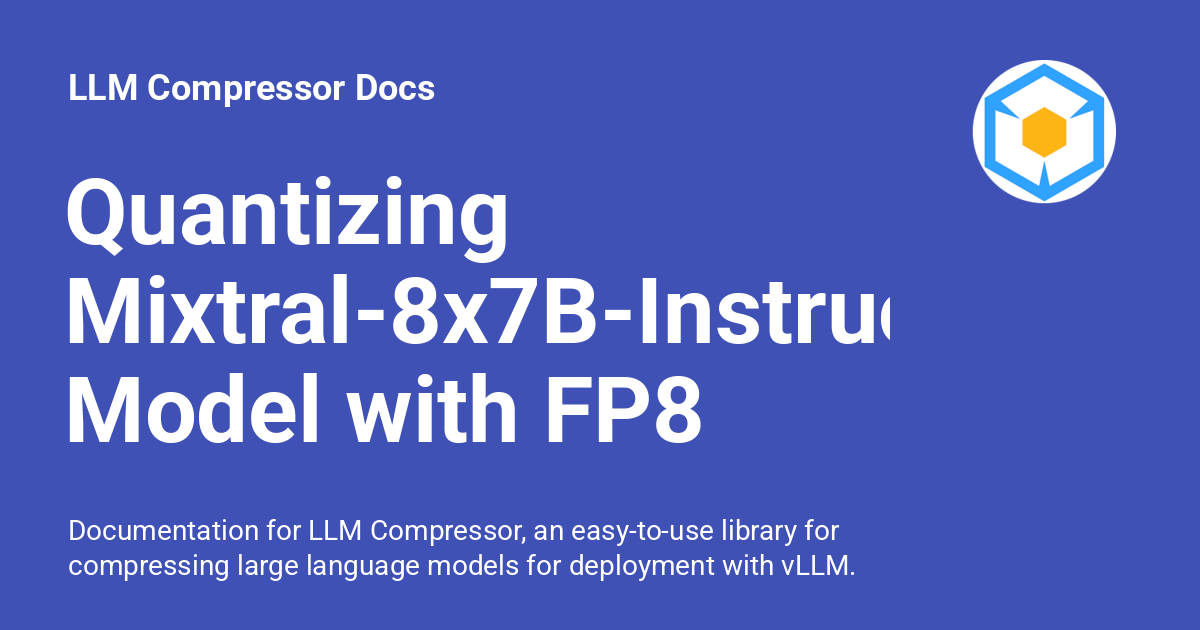 LLM Compressor Docs
Quantizing
Mixtral-8x7B-Instruc
Model with FP8
Documentation for LLM Compressor, an easy-to-use library for
compressing large language models for deployment with vLLM.